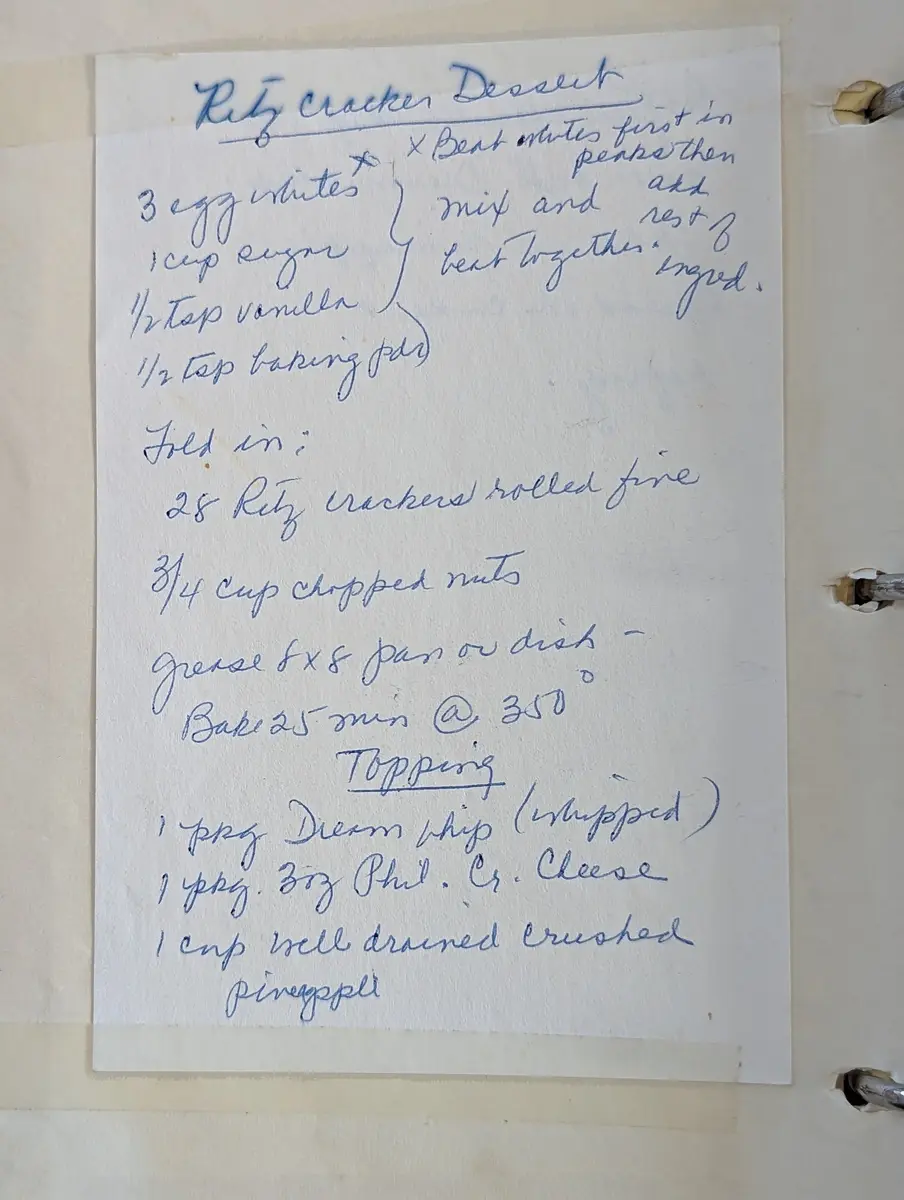 Ritz Cracker Dessert
x Beat whites first in
peaks then
add
rest of
ingred.
3 egg whites x
1 cup sugar
1/2 tsp vanilla
1/2 tsp baking pdr
mix and
beat together.
Fold in:
28 Ritz crackers rolled fine
3/4 cup chopped nuts
grease 8x8 pan or dish -
Bake 25 min @ 350°
Topping
1 pkg Dream whip (whipped)
1 pkg. 3oz Phil. Cr. Cheese
1 cup well drained crushed
pineapple